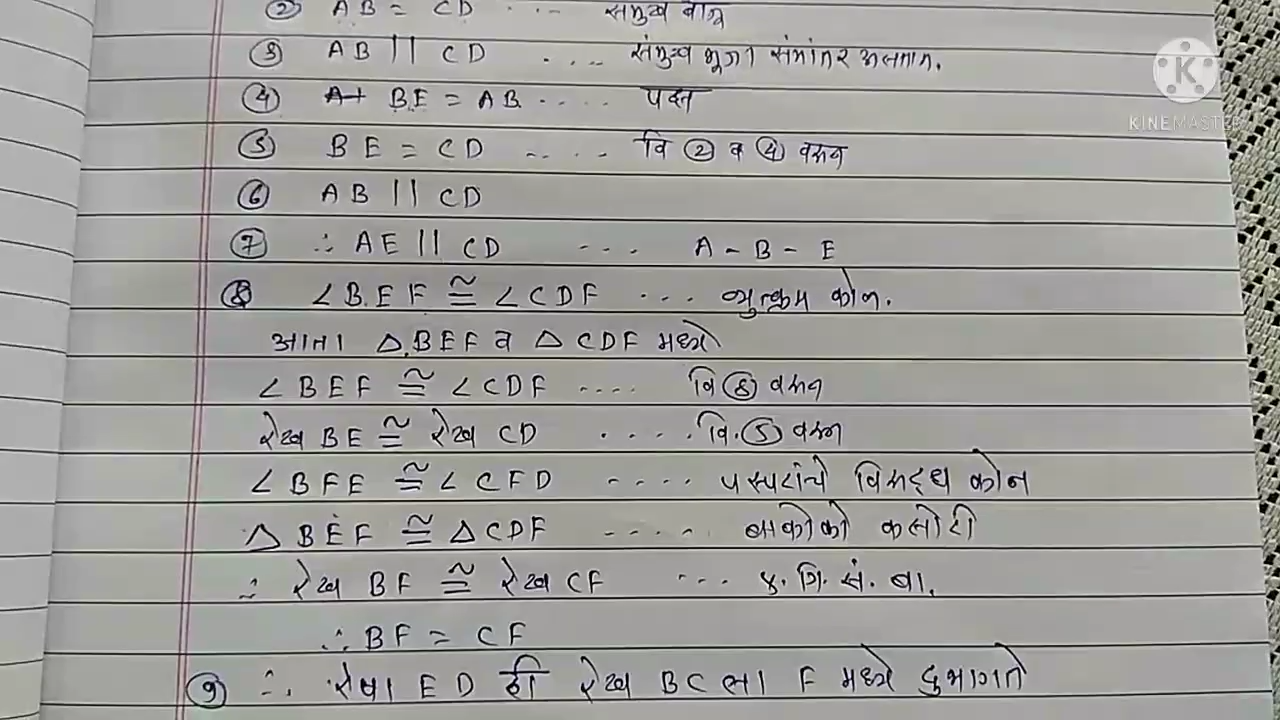 ② AB = CD .... समुख बाजू
③ AB || CD .... संमुख भूजा समांतर असतात.
④ BE = AB ..... पक्ष
⑤ BE = CD ..... वि ② व ④ वरून
⑥ AB || CD
⑦ ∴ AE || CD ... A - B - E
⑧ ∠BEF ≅ ∠CDF ... व्युत्क्रम कोन.
आता △BEF व △CDF मध्ये
∠BEF ≅ ∠CDF .... वि ⑧ वरून
रेख BE ≅ रेख CD ..... वि. ⑤ वरून
∠BFE ≅ ∠CFD .... परस्परांचे विरुद्ध कोन
△BEF ≅ △CDF ..... बाकोको कसोटी
∴ रेख BF ≅ रेख CF ... ए. त्रि. सं. बा.
∴ BF = CF
⑨ ∴ रेषा ED ही रेख BC ला F मध्ये दुभागते
KINEMASTER